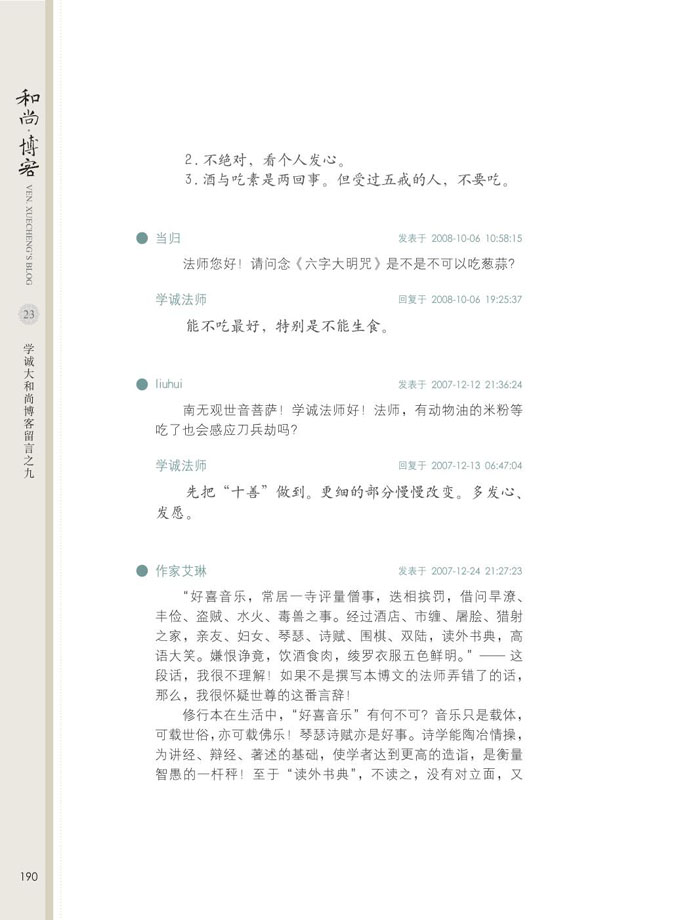 和尚·博客
VEN. XUECHENG'S BLOG
23
学诚大和尚博客留言之九
2.不绝对，看个人发心。
3.酒与吃素是两回事。但受过五戒的人，不要吃。
当归 发表于 2008-10-06 10:58:15
法师您好！请问念《六字大明咒》是不是不可以吃葱蒜？
学诚法师 回复于 2008-10-06 19:25:37
能不吃最好，特别是不能生食。
liuhui 发表于 2007-12-12 21:36:24
南无观世音菩萨！学诚法师好！法师，有动物油的米粉等
吃了也会感应刀兵劫吗？
学诚法师 回复于 2007-12-13 06:47:04
先把“十善”做到。更细的部分慢慢改变。多发心、
发愿。
作家艾琳 发表于 2007-12-24 21:27:23
“好喜音乐，常居一寺评量僧事，迭相摈罚，借问旱潦、
丰俭、盗贼、水火、毒兽之事。经过酒店、市缠、屠脍、猎射
之家，亲友、妇女、琴瑟、诗赋、围棋、双陆，读外书典，高
语大笑。嫌恨诤竟，饮酒食肉，绫罗衣服五色鲜明。”—— 这
段话，我很不理解！如果不是撰写本博文的法师弄错了的话，
那么，我很怀疑世尊的这番言辞！
修行本在生活中，“好喜音乐”有何不可？音乐只是载体，
可载世俗，亦可载佛乐！琴瑟诗赋亦是好事。诗学能陶冶情操，
为讲经、辩经、著述的基础，使学者达到更高的造诣，是衡量
智愚的一杆秤！至于“读外书典”，不读之，没有对立面，又
190